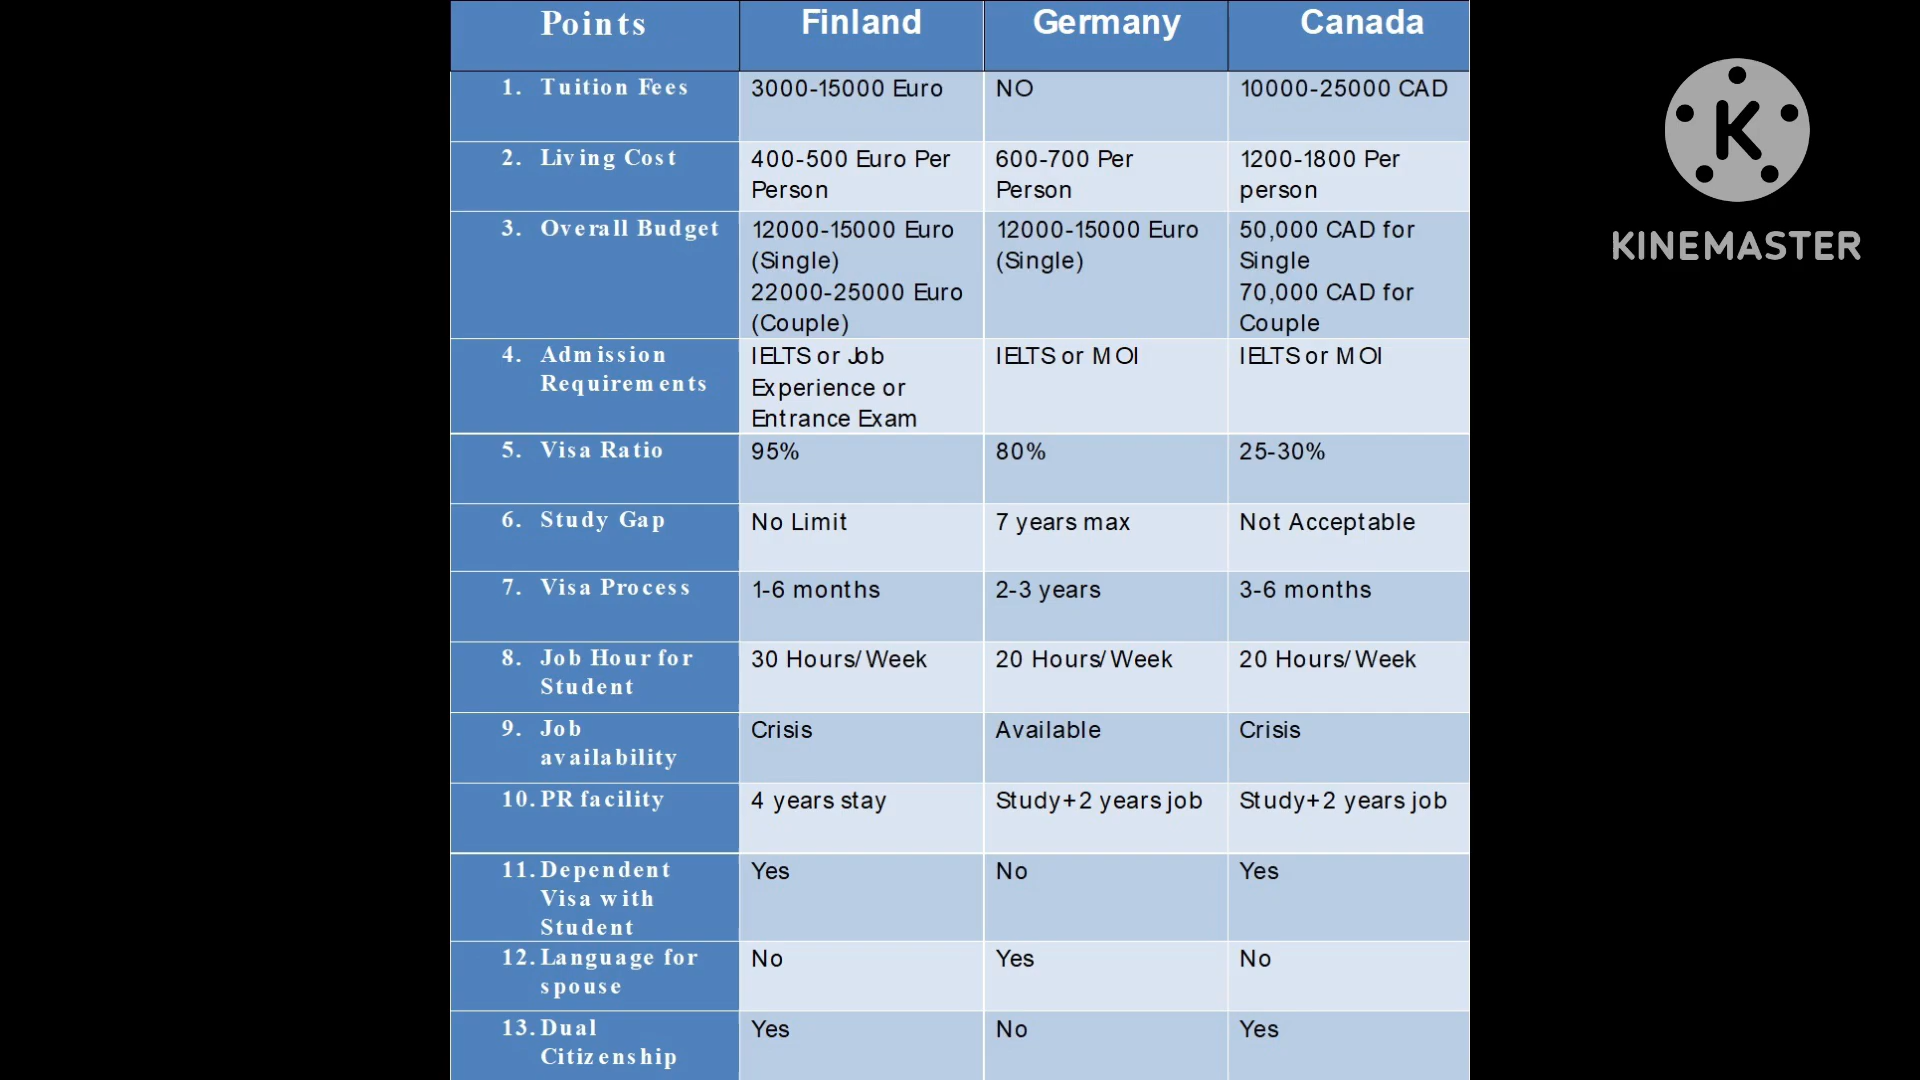 Points Finland Germany Canada
1. Tuition Fees 3000-15000 Euro NO 10000-25000 CAD
2. Living Cost 400-500 Euro Per 600-700 Per 1200-1800 Per
Person Person person
3. Overall Budget 12000-15000 Euro 12000-15000 Euro 50,000 CAD for
(Single) (Single) Single
22000-25000 Euro 70,000 CAD for
(Couple) Couple
4. Admission IELTS or Job IELTS or MOI IELTS or MOI
Requirements Experience or
Entrance Exam
5. Visa Ratio 95% 80% 25-30%
6. Study Gap No Limit 7 years max Not Acceptable
7. Visa Process 1-6 months 2-3 years 3-6 months
8. Job Hour for 30 Hours/Week 20 Hours/Week 20 Hours/Week
Student
9. Job Crisis Available Crisis
availability
10. PR facility 4 years stay Study+2 years job Study+2 years job
11. Dependent Yes No Yes
Visa with
Student
12. Language for No Yes No
spouse
13. Dual Yes No Yes
Citizenship
K
KINEMASTER